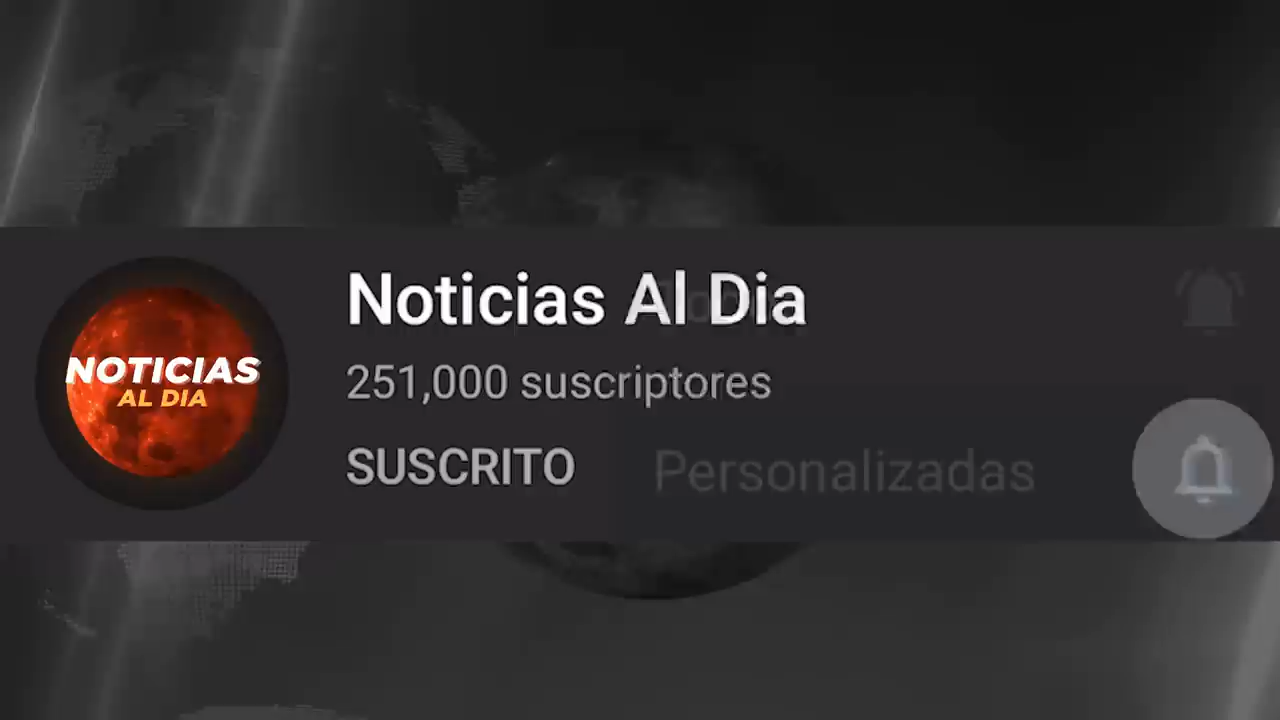 NOTICIAS
AL DIA
Noticias Al Dia
251,000 suscriptores
SUSCRITO
Personalizadas